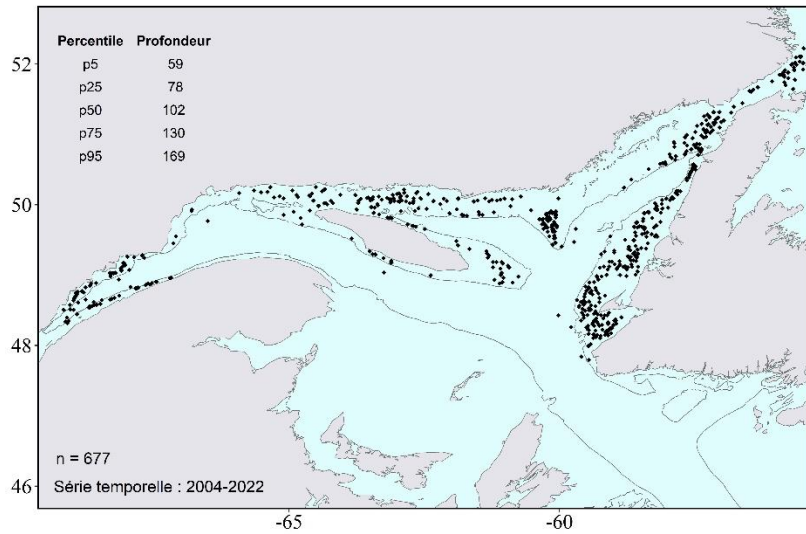 Percentile Profondeur
p5 59
p25 78
p50 102
p75 130
p95 169
52
50
48
46
n = 677
Série temporelle : 2004-2022
-65 -60